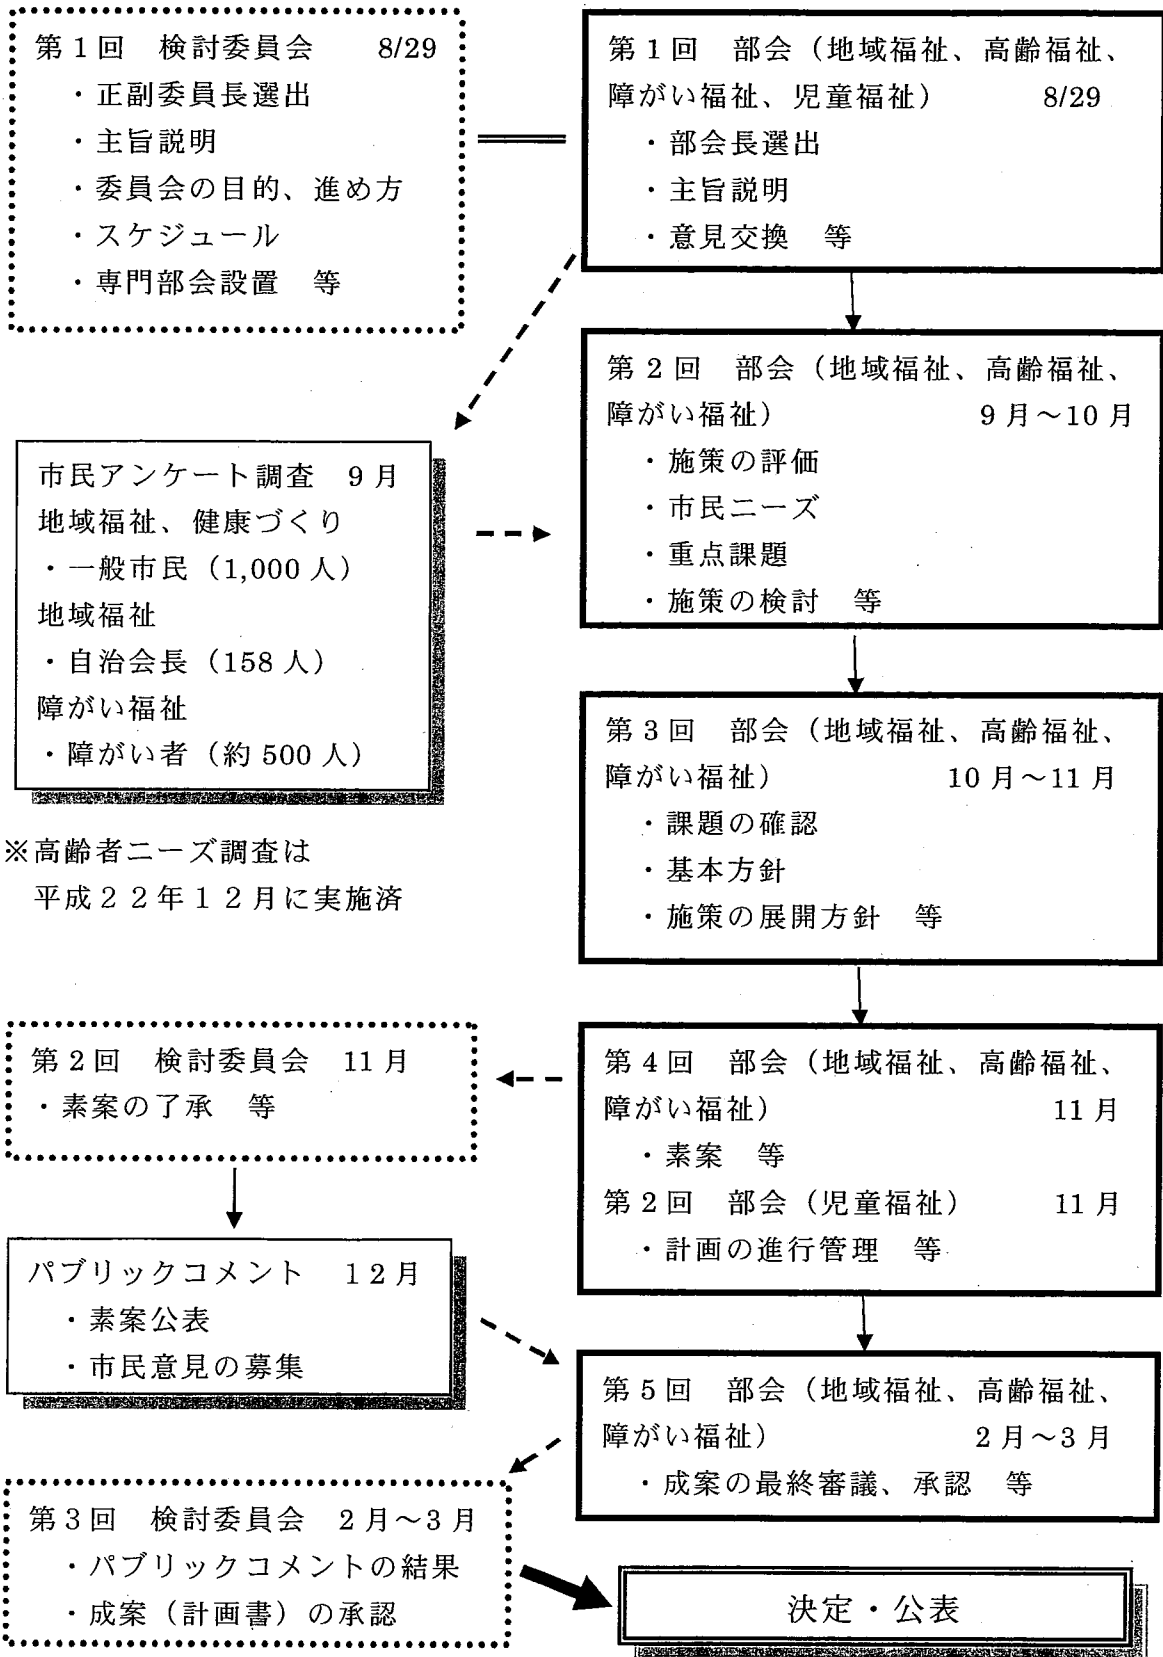 第１回　検討委員会　　8/29
・正副委員長選出
・主旨説明
・委員会の目的、進め方
・スケジュール
・専門部会設置　等
第１回　部会（地域福祉、高齢福祉、
障がい福祉、児童福祉）　　　8/29
・部会長選出
・主旨説明
・意見交換　等
第２回　部会（地域福祉、高齢福祉、
障がい福祉）　　　　　　９月～10月
・施策の評価
・市民ニーズ
・重点課題
・施策の検討　等
市民アンケート調査　９月
地域福祉、健康づくり
・一般市民（1,000人）
地域福祉
・自治会長（158人）
障がい福祉
・障がい者（約500人）
※高齢者ニーズ調査は
平成２２年１２月に実施済
第３回　部会（地域福祉、高齢福祉、
障がい福祉）　　　　　10月～11月
・課題の確認
・基本方針
・施策の展開方針　等
第２回　検討委員会　11月
・素案の了承　等
第４回　部会（地域福祉、高齢福祉、
障がい福祉）　　　　　　　　11月
・素案　等
第２回　部会（児童福祉）　　　11月
・計画の進行管理　等
パブリックコメント　１２月
・素案公表
・市民意見の募集
第５回　部会（地域福祉、高齢福祉、
障がい福祉）　　　　　　２月～３月
・成案の最終審議、承認　等
第３回　検討委員会　２月～３月
・パブリックコメントの結果
・成案（計画書）の承認
決定・公表